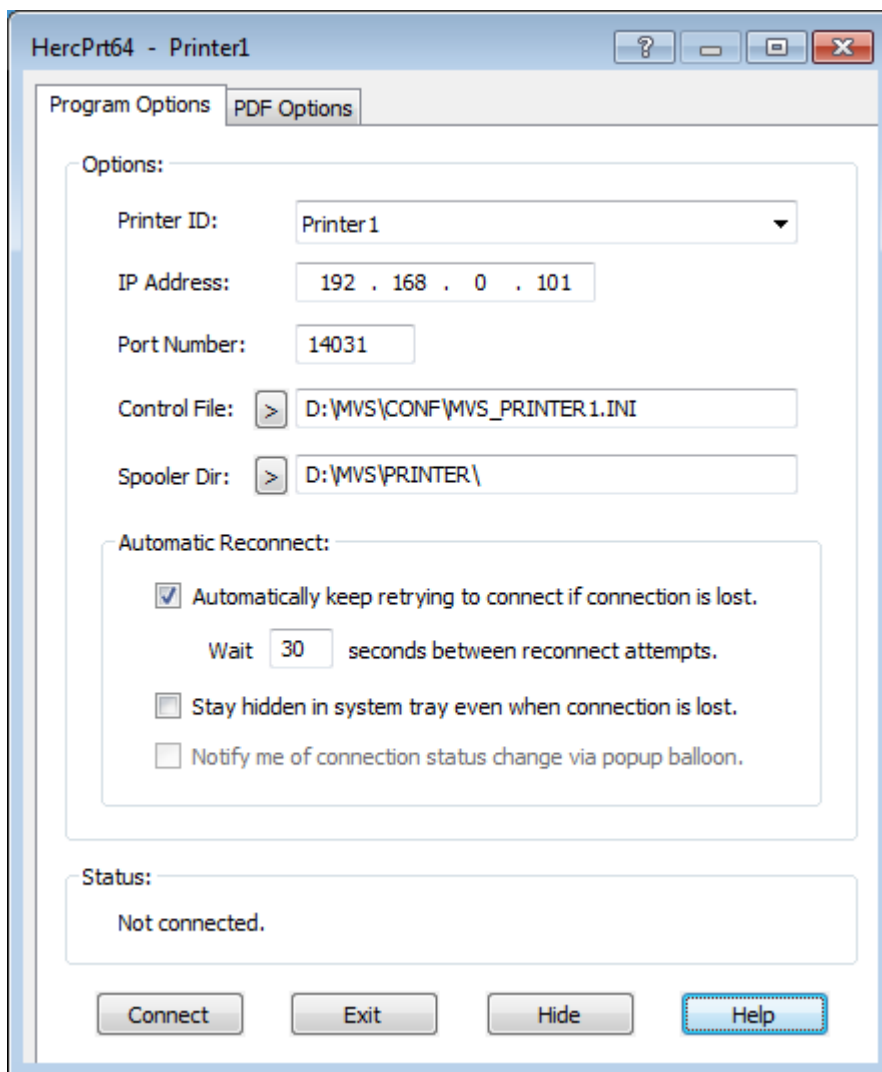 HercPrt64 - Printer1
?
Program Options PDF Options
Options:
Printer ID: Printer1
IP Address: 192 . 168 . 0 . 101
Port Number: 14031
Control File: > D:\MVS\CONF\MVS_PRINTER1.INI
Spooler Dir: > D:\MVS\PRINTER\
Automatic Reconnect:
Automatically keep retrying to connect if connection is lost.
Wait 30 seconds between reconnect attempts.
Stay hidden in system tray even when connection is lost.
Notify me of connection status change via popup balloon.
Status:
Not connected.
Connect Exit Hide Help